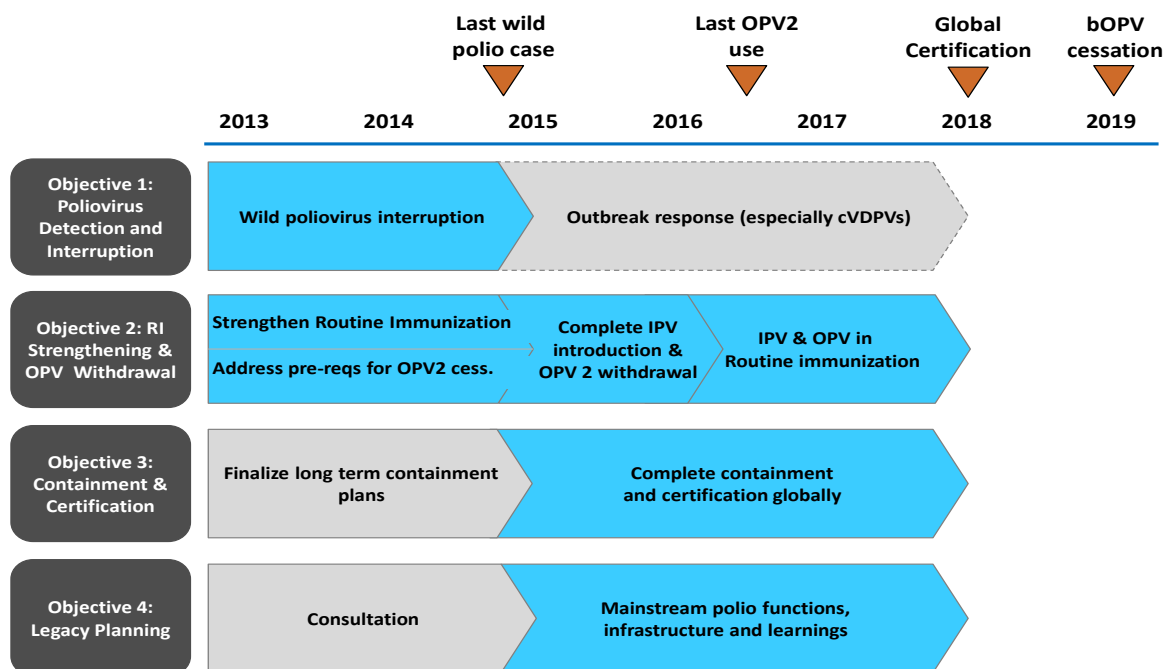 Last wild
polio case
Last OPV2
use
Global
Certification
bOPV
cessation
2013
2014
2015
2016
2017
2018
2019
Objective 1:
Poliovirus
Detection and
Interruption
Wild poliovirus interruption
Outbreak response (especially cVDPVs)
Objective 2: RI
Strengthening &
OPV Withdrawal
Strengthen Routine Immunization
Address pre-reqs for OPV2 cess.
Complete IPV
introduction &
OPV 2 withdrawal
IPV & OPV in
Routine immunization
Objective 3:
Containment &
Certification
Finalize long term containment
plans
Complete containment
and certification globally
Objective 4:
Legacy Planning
Consultation
Mainstream polio functions,
infrastructure and learnings